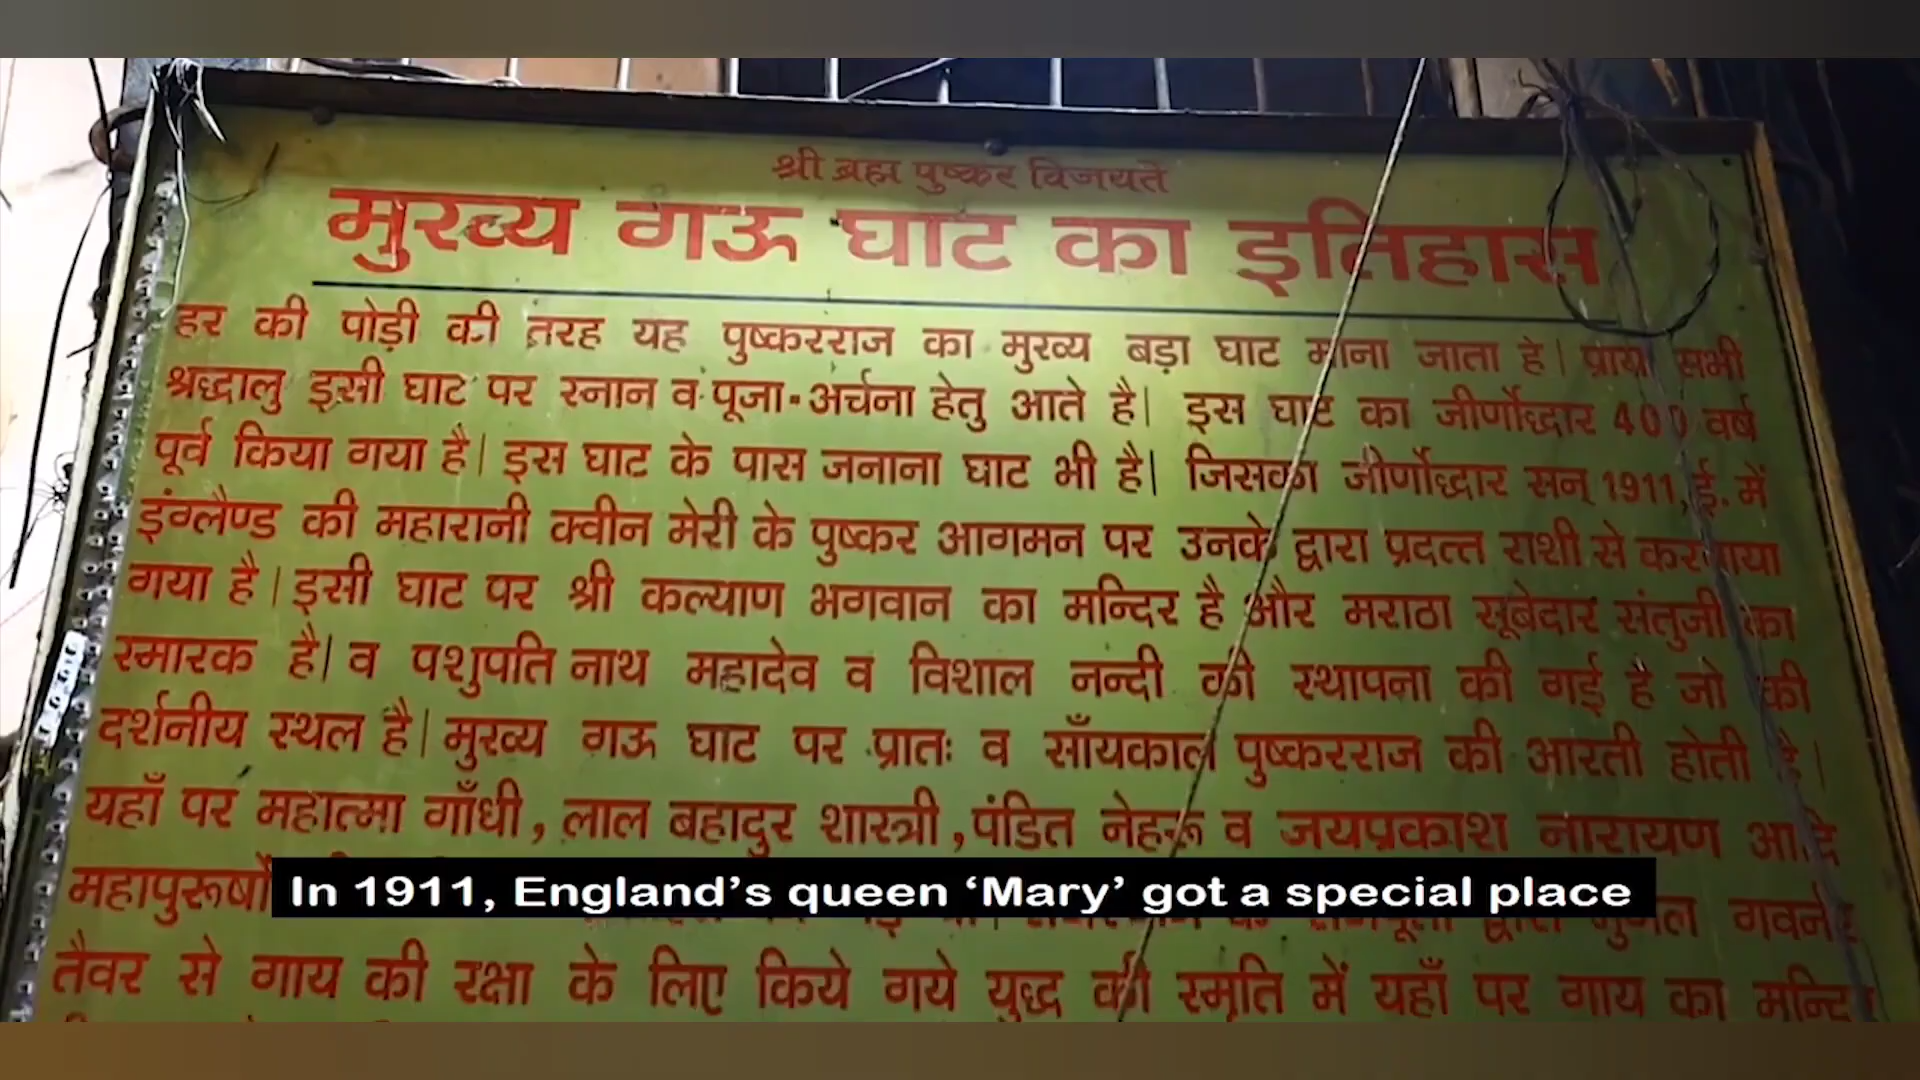 श्री ब्रह्म पुष्कर विजयते
मुख्य गऊ घाट का इतिहास
हर की पोड़ी की तरह यह पुष्करराज का मुख्य बड़ा घाट माना जाता है। प्रायः सभी
श्रद्धालु इसी घाट पर स्नान व पूजा-अर्चना हेतु आते है। इस घाट का जीर्णोद्धार 400 वर्ष
पूर्व किया गया है। इस घाट के पास जनाना घाट भी है। जिसका जीर्णोद्धार सन् 1911, ई. में
इंग्लैण्ड की महारानी क्वीन मेरी के पुष्कर आगमन पर उनके द्वारा प्रदत्त राशी से करवाया
गया है। इसी घाट पर श्री कल्याण भगवान का मन्दिर है और मराठा सूबेदार संतुजी का
स्मारक है। व पशुपति नाथ महादेव व विशाल नन्दी की स्थापना की गई है जो की
दर्शनीय स्थल है। मुख्य गऊ घाट पर प्रातः व साँयकाल पुष्करराज की आरती होती है।
यहाँ पर महात्मा गाँधी, लाल बहादुर शास्त्री, पंडित नेहरू व जयप्रकाश नारायण आदि
महापुरूषों गवर्नर
In 1911, England’s queen ‘Mary’ got a special place
तैवर से गाय की रक्षा के लिए किये गये युद्ध की स्मृति में यहाँ पर गाय का मन्दिर